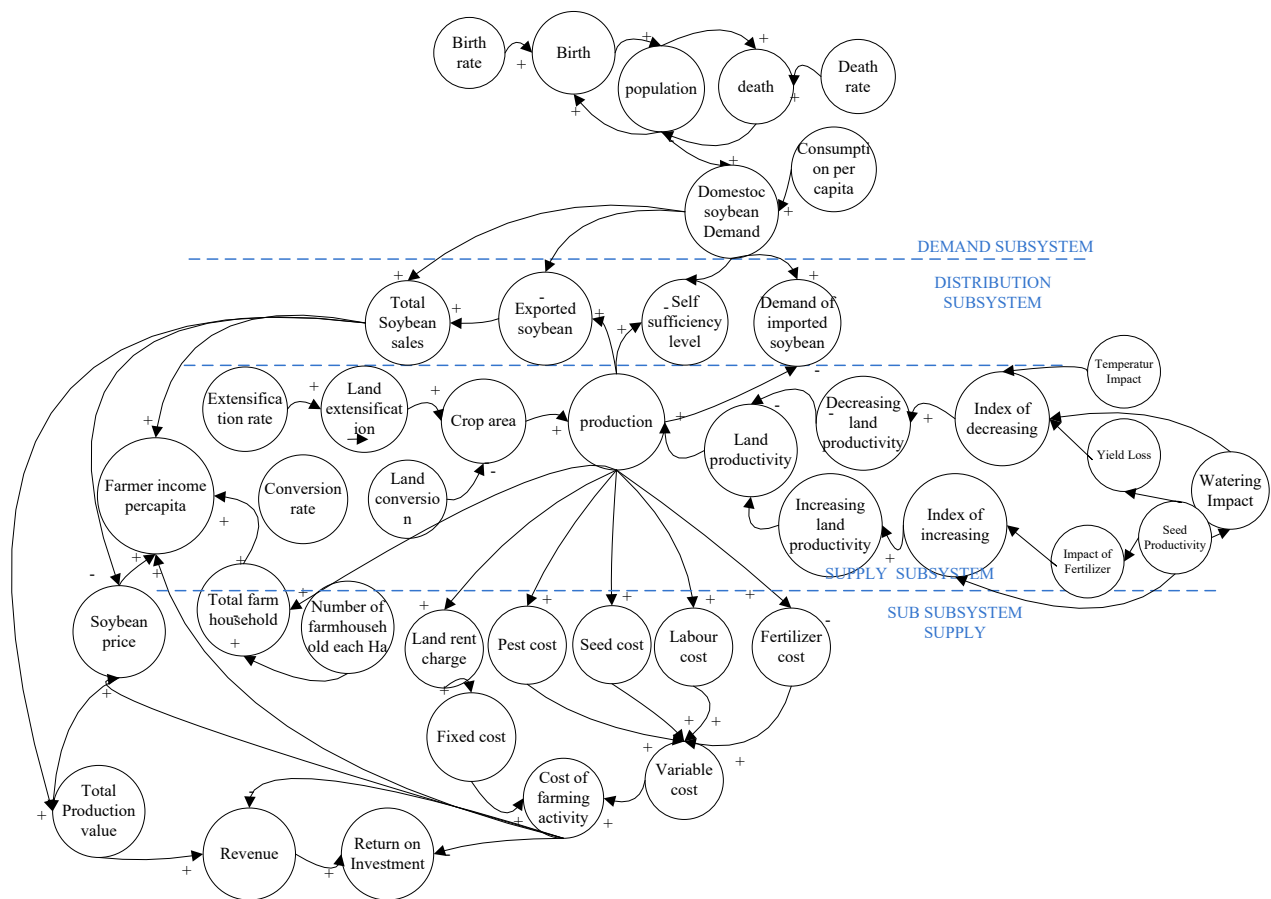 Birth
rate
Birth
population
death
Death
rate
Consumpti
on per
capita
Domestoc
soybean
Demand
DEMAND SUBSYSTEM
DISTRIBUTION
SUBSYSTEM
Total
Soybean
sales
Exported
soybean
Self
sufficiency
level
Demand of
imported
soybean
Temperatur
Impact
Extensifica
tion rate
Land
extensificat
ion
Crop area
production
Land
productivity
Decreasing
land
productivity
Index of
decreasing
Yield Loss
Watering
Impact
Farmer income
percapita
Conversion
rate
Land
conversio
n
Increasing
land
productivity
Index of
increasing
Impact of
Fertilizer
Seed
Productivity
SUPPLY SUBSYSTEM
SUB SUBSYSTEM
SUPPLY
Soybean
price
Total farm
household
Number of
farmhouseh
old each Ha
Land rent
charge
Pest cost
Seed cost
Labour
cost
Fertilizer
cost
Fixed cost
Variable
cost
Cost of
farming
activity
Total
Production
value
Revenue
Return on
Investment